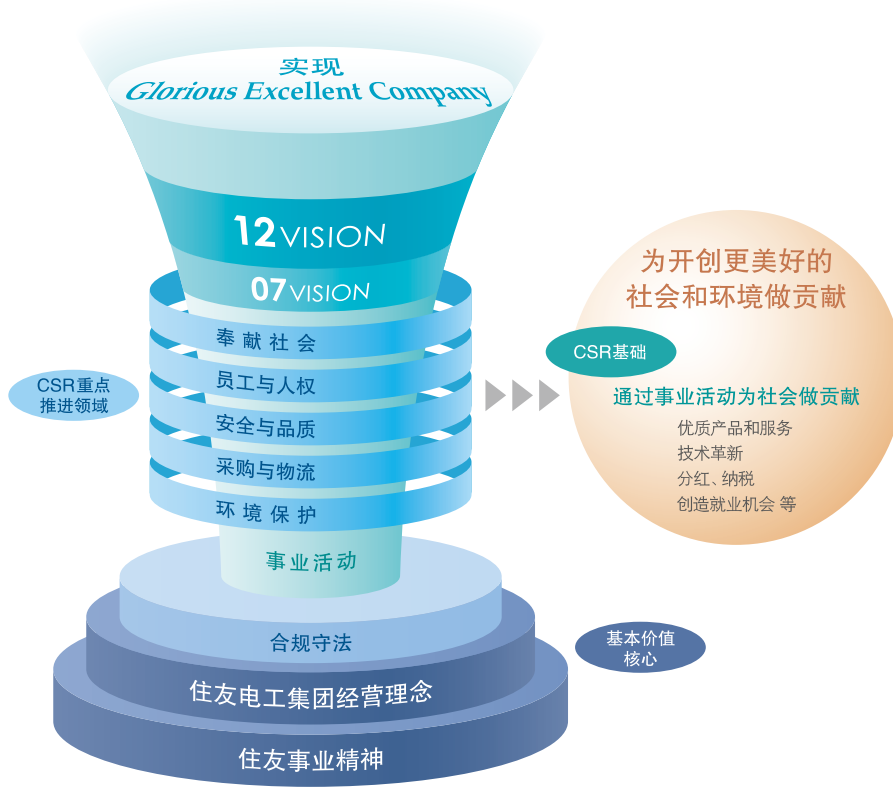 实现
Glorious Excellent Company
12 VISION
07 VISION
奉献社会
员工与人权
安全与品质
采购与物流
环境保护
事业活动
合规守法
住友电工集团经营理念
住友事业精神
CSR重点
推进领域
为开创更美好的
社会和环境做贡献
CSR基础
通过事业活动为社会做贡献
优质产品和服务
技术革新
分红、纳税
创造就业机会 等
基本价值
核心